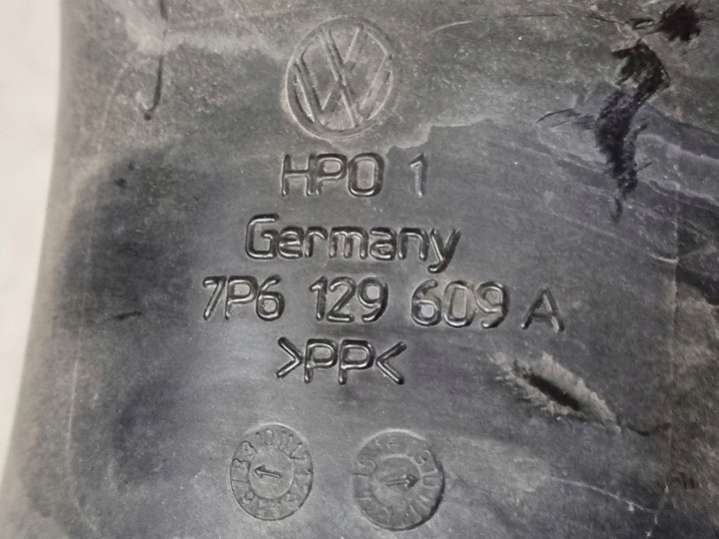 HPO 1
Germany
7P6 129 609 A
>PP<